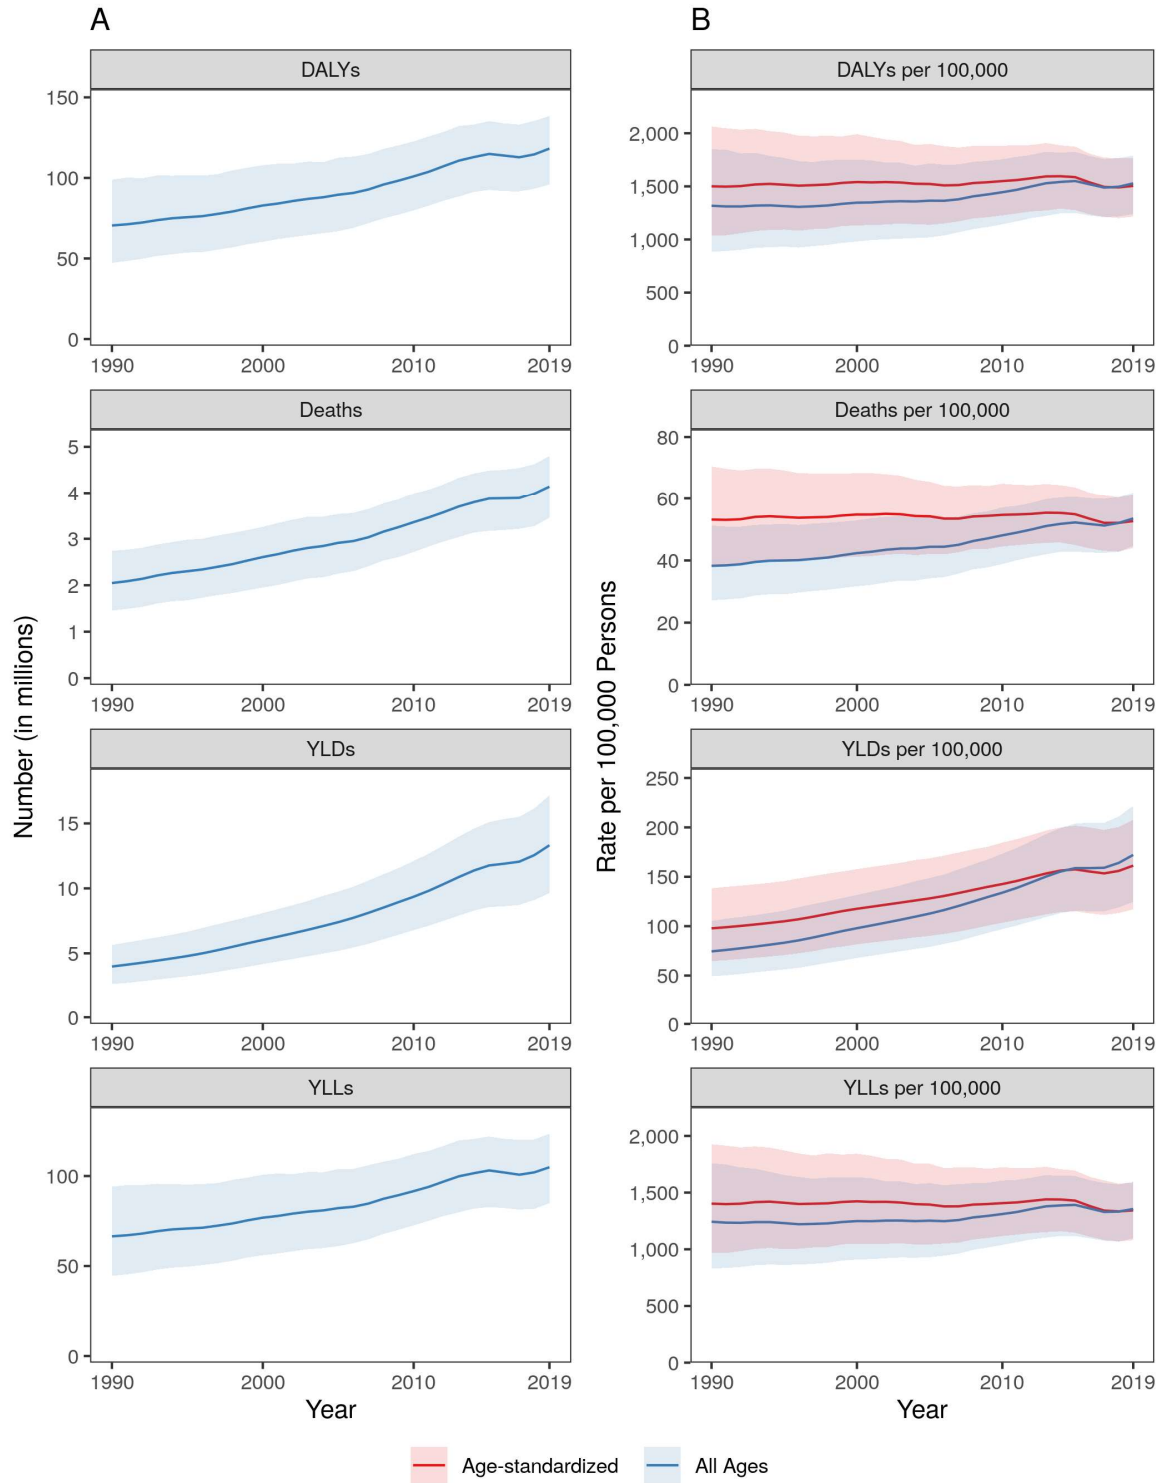 A
DALYs
150
100
50
0
1990 2000 2010 2019
Deaths
5
4
3
2
1
0
1990 2000 2010 2019
YLDs
15
10
5
0
1990 2000 2010 2019
YLLs
100
50
0
1990 2000 2010 2019
Year
Number (in millions)
B
DALYs per 100,000
2,000
1,500
1,000
500
0
1990 2000 2010 2019
Deaths per 100,000
80
60
40
20
0
1990 2000 2010 2019
YLDs per 100,000
250
200
150
100
50
0
1990 2000 2010 2019
YLLs per 100,000
2,000
1,500
1,000
500
0
1990 2000 2010 2019
Year
Rate per 100,000 Persons
Age-standardized All Ages